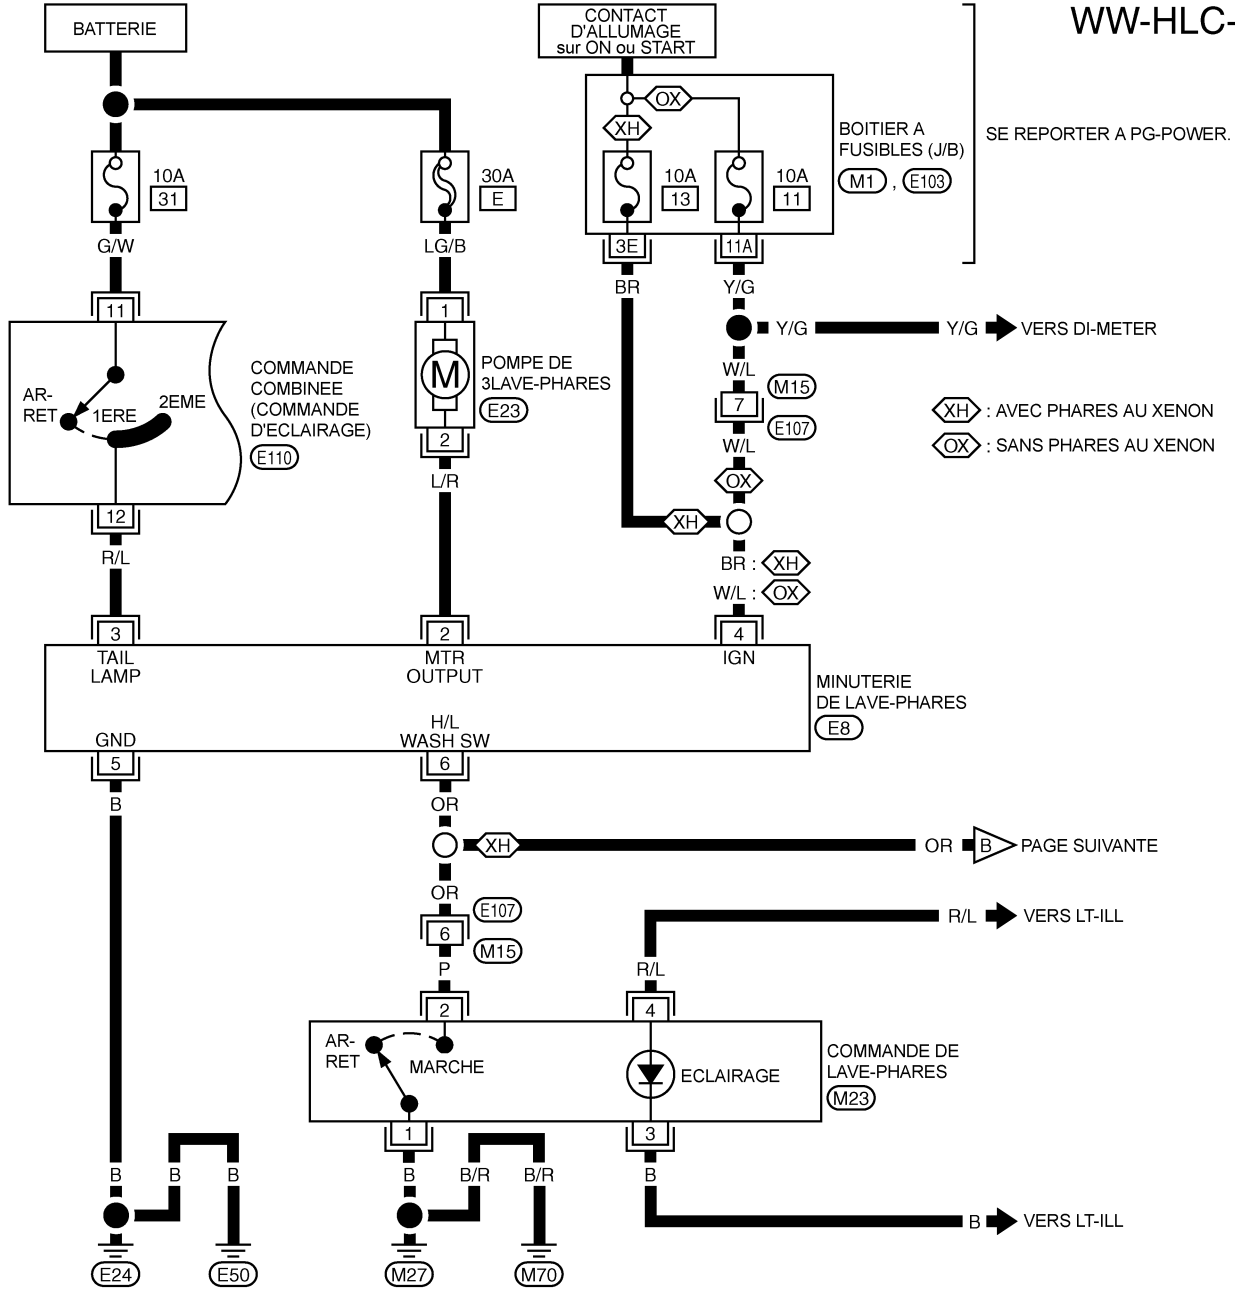 WW-HLC-
BATTERIE
CONTACT
D'ALLUMAGE
sur ON ou START
OX
XH
BOITIER A
FUSIBLES (J/B)
M1 , E103
SE REPORTER A PG-POWER.
10A
31
30A
E
10A
13
10A
11
G/W
LG/B
3E
11A
BR
Y/G
11
1
Y/G
Y/G
VERS DI-METER
COMMANDE
COMBINEE
(COMMANDE
D'ECLAIRAGE)
E110
AR-
RET
1ERE
2EME
M
POMPE DE
3LAVE-PHARES
E23
W/L
M15
7
E107
W/L
XH : AVEC PHARES AU XENON
OX : SANS PHARES AU XENON
2
L/R
OX
12
XH
R/L
BR : XH
W/L : OX
3
2
4
TAIL
LAMP
MTR
OUTPUT
IGN
MINUTERIE
DE LAVE-PHARES
E8
GND
H/L
WASH SW
5
6
B
OR
XH
OR
B
PAGE SUIVANTE
OR
E107
6
M15
R/L
VERS LT-ILL
P
R/L
2
4
AR-
RET
MARCHE
ECLAIRAGE
COMMANDE DE
LAVE-PHARES
M23
1
3
B
B
B
B
B/R
B/R
B
B
VERS LT-ILL
E24
E50
M27
M70